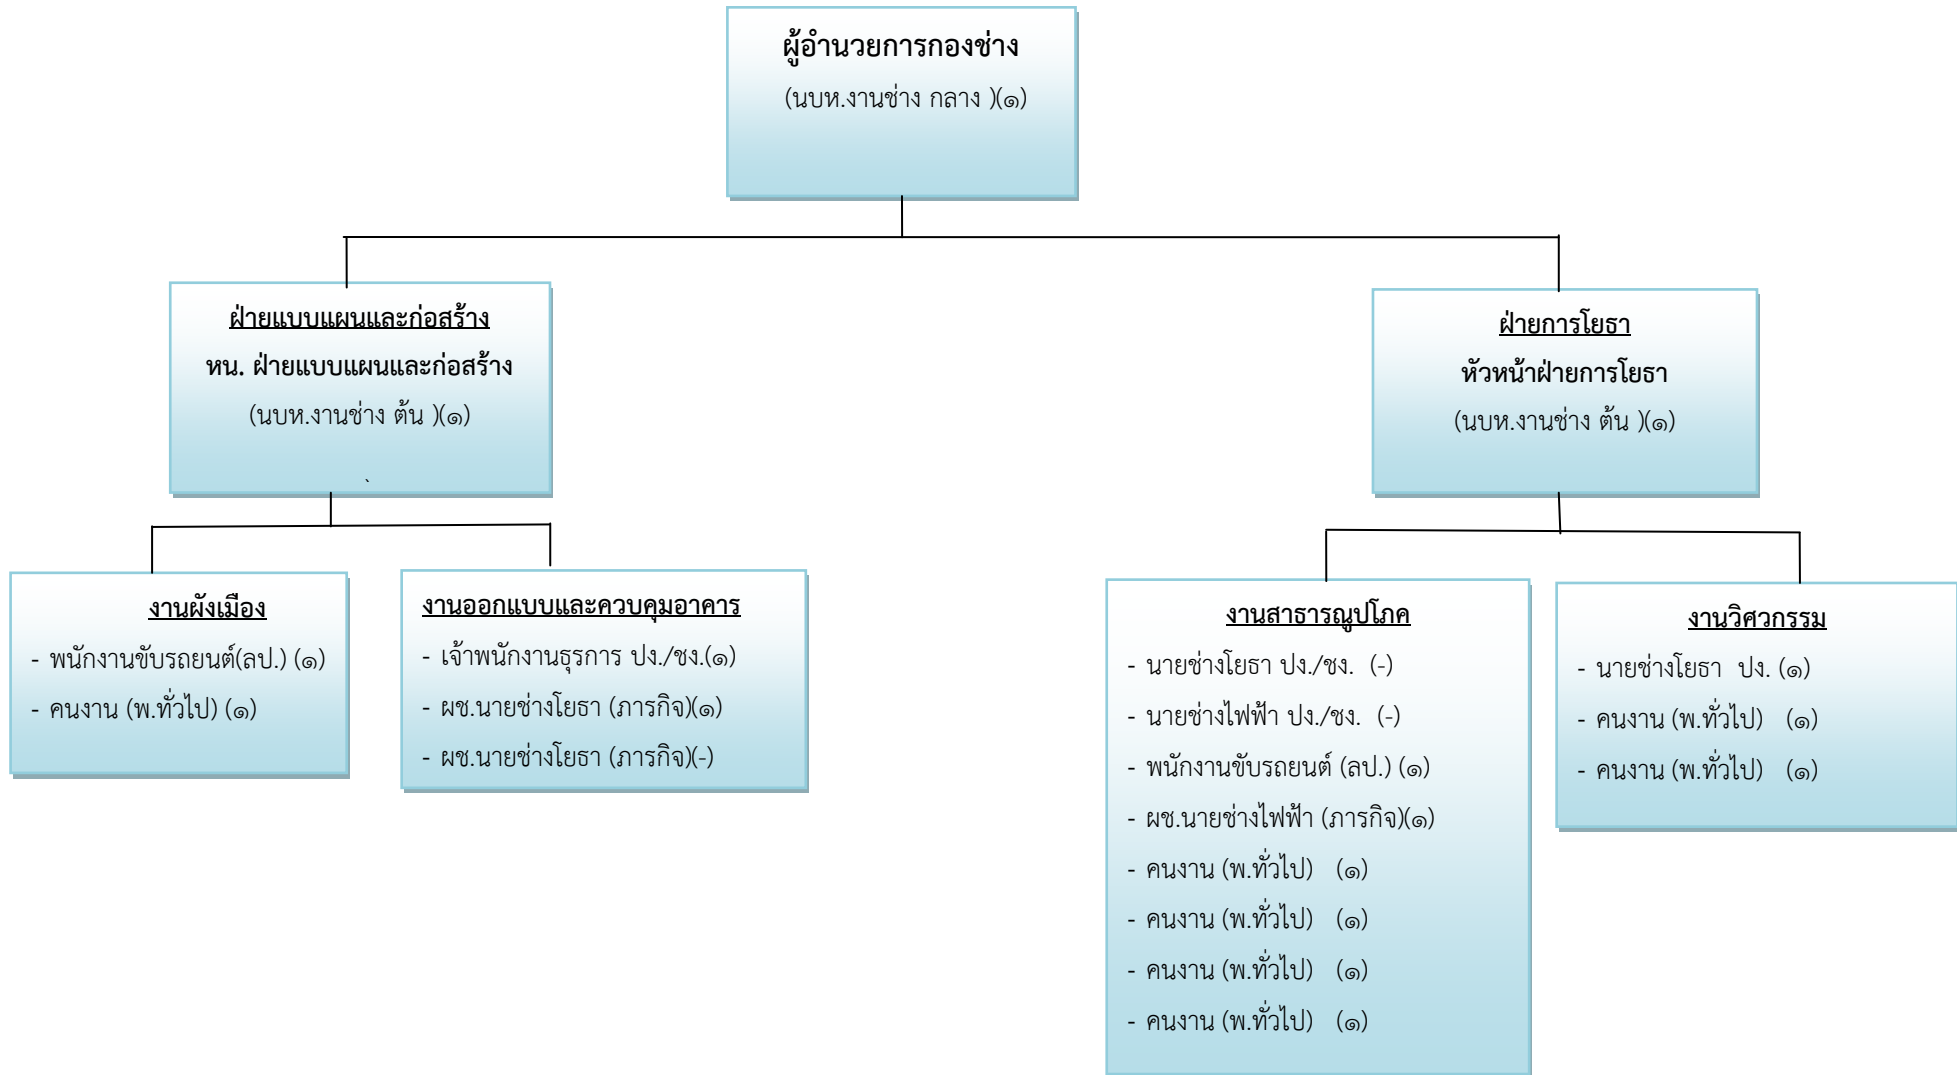 ผู้อำนวยการกองช่าง
(นบห.งานช่าง กลาง )(๑)
ฝ่ายแบบแผนและก่อสร้าง
หน. ฝ่ายแบบแผนและก่อสร้าง
(นบห.งานช่าง ต้น )(๑)
ฝ่ายการโยธา
หัวหน้าฝ่ายการโยธา
(นบห.งานช่าง ต้น )(๑)
งานผังเมือง
- พนักงานขับรถยนต์(ลป.) (๑)
- คนงาน (พ.ทั่วไป) (๑)
งานออกแบบและควบคุมอาคาร
- เจ้าพนักงานธุรการ ปง./ชง.(๑)
- ผช.นายช่างโยธา (ภารกิจ)(๑)
- ผช.นายช่างโยธา (ภารกิจ)(-)
งานสาธารณูปโภค
- นายช่างโยธา ปง./ชง. (-)
- นายช่างไฟฟ้า ปง./ชง. (-)
- พนักงานขับรถยนต์ (ลป.) (๑)
- ผช.นายช่างไฟฟ้า (ภารกิจ)(๑)
- คนงาน (พ.ทั่วไป) (๑)
- คนงาน (พ.ทั่วไป) (๑)
- คนงาน (พ.ทั่วไป) (๑)
- คนงาน (พ.ทั่วไป) (๑)
งานวิศวกรรม
- นายช่างโยธา ปง. (๑)
- คนงาน (พ.ทั่วไป) (๑)
- คนงาน (พ.ทั่วไป) (๑)